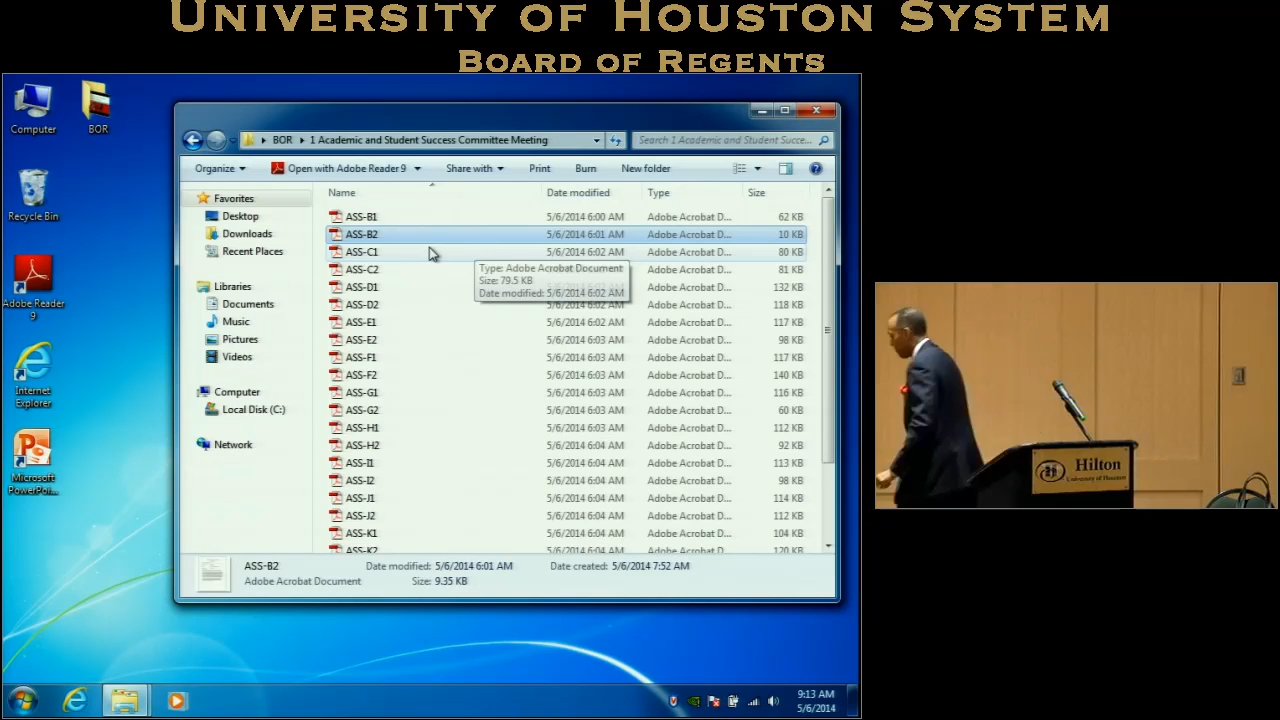 University of Houston System
Board of Regents
Computer
BOR
Recycle Bin
Adobe Reader
9
Internet
Explorer
Microsoft
PowerPoi...
BOR
1 Academic and Student Success Committee Meeting
Search 1 Academic and Student Succe...
Organize
Open with Adobe Reader 9
Share with
Print
Burn
New folder
Favorites
Desktop
Downloads
Recent Places
Libraries
Documents
Music
Pictures
Videos
Computer
Local Disk (C:)
Network
Name Date modified Type Size
ASS-B1 5/6/2014 6:00 AM Adobe Acrobat D... 62 KB
ASS-B2 5/6/2014 6:01 AM Adobe Acrobat D... 10 KB
ASS-C1 5/6/2014 6:02 AM Adobe Acrobat D... 80 KB
ASS-C2 Adobe Acrobat D... 81 KB
ASS-D1 Adobe Acrobat D... 132 KB
ASS-D2 5/6/2014 6:02 AM Adobe Acrobat D... 118 KB
ASS-E1 5/6/2014 6:02 AM Adobe Acrobat D... 117 KB
ASS-E2 5/6/2014 6:03 AM Adobe Acrobat D... 98 KB
ASS-F1 5/6/2014 6:03 AM Adobe Acrobat D... 117 KB
ASS-F2 5/6/2014 6:03 AM Adobe Acrobat D... 140 KB
ASS-G1 5/6/2014 6:03 AM Adobe Acrobat D... 116 KB
ASS-G2 5/6/2014 6:03 AM Adobe Acrobat D... 60 KB
ASS-H1 5/6/2014 6:03 AM Adobe Acrobat D... 112 KB
ASS-H2 5/6/2014 6:04 AM Adobe Acrobat D... 92 KB
ASS-I1 5/6/2014 6:04 AM Adobe Acrobat D... 113 KB
ASS-I2 5/6/2014 6:04 AM Adobe Acrobat D... 98 KB
ASS-J1 5/6/2014 6:04 AM Adobe Acrobat D... 114 KB
ASS-J2 5/6/2014 6:04 AM Adobe Acrobat D... 112 KB
ASS-K1 5/6/2014 6:04 AM Adobe Acrobat D... 104 KB
ASS-K2 5/6/2014 6:04 AM Adobe Acrobat D... 120 KB
Type: Adobe Acrobat Document
Size: 79.5 KB
Date modified: 5/6/2014 6:02 AM
ASS-B2 Date modified: 5/6/2014 6:01 AM Date created: 5/6/2014 7:52 AM
Adobe Acrobat Document Size: 9.35 KB
9:13 AM
5/6/2014
Hilton
University of Houston